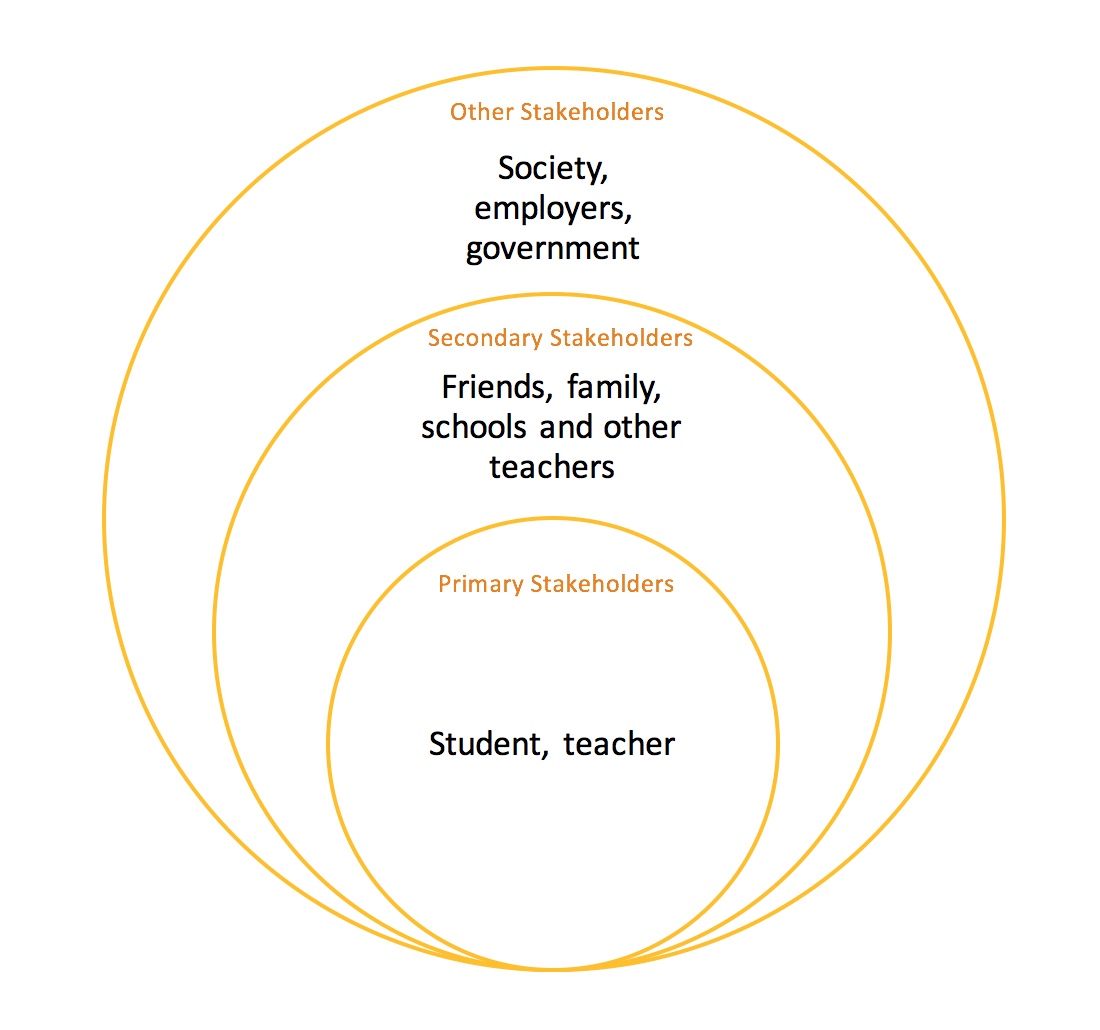 Other Stakeholders
Society,
employers,
government
Secondary Stakeholders
Friends, family,
schools and other
teachers
Primary Stakeholders
Student, teacher